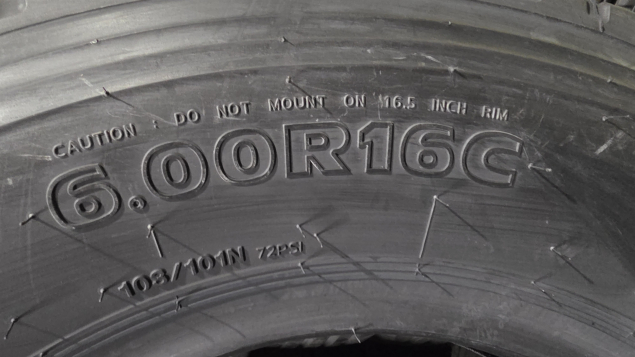 CAUTION : DO NOT MOUNT ON 16.5 INCH RIM
6.00R16C
103/101N 72PSI